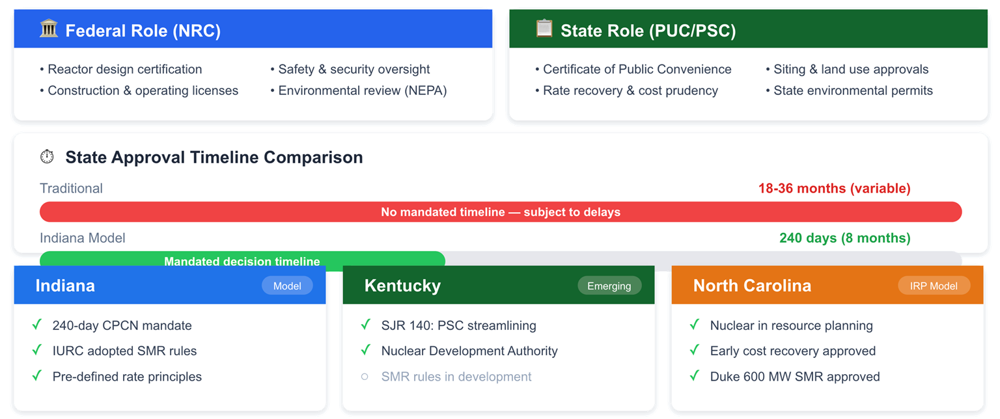 Federal Role (NRC)
• Reactor design certification
• Safety & security oversight
• Construction & operating licenses
• Environmental review (NEPA)
State Role (PUC/PSC)
• Certificate of Public Convenience
• Siting & land use approvals
• Rate recovery & cost prudency
• State environmental permits
State Approval Timeline Comparison
Traditional
18-36 months (variable)
No mandated timeline — subject to delays
Indiana Model
240 days (8 months)
Mandated decision timeline
Indiana
Model
✓ 240-day CPCN mandate
✓ IURC adopted SMR rules
✓ Pre-defined rate principles
Kentucky
Emerging
✓ SJR 140: PSC streamlining
✓ Nuclear Development Authority
○ SMR rules in development
North Carolina
IRP Model
✓ Nuclear in resource planning
✓ Early cost recovery approved
✓ Duke 600 MW SMR approved